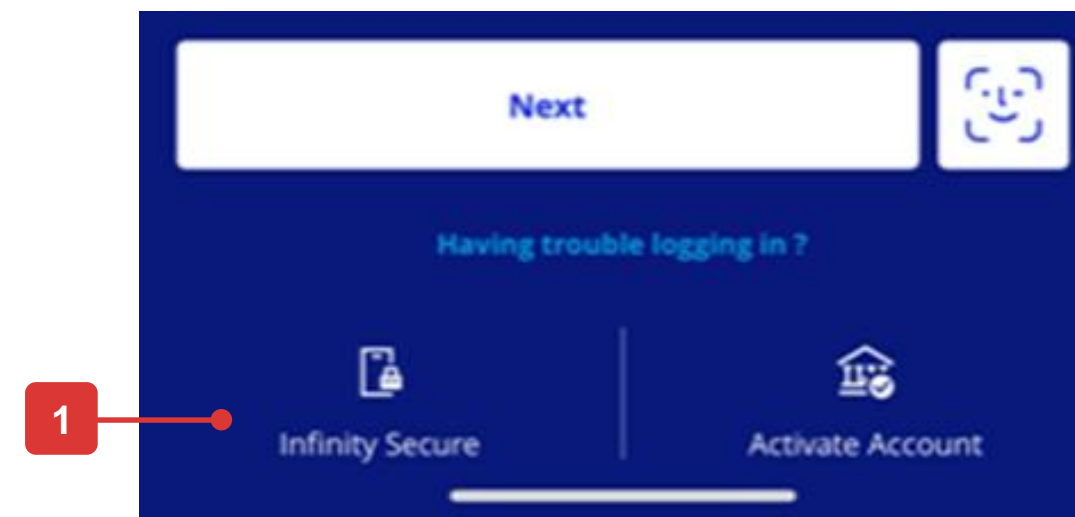 Next
Having trouble logging in ?
1
Infinity Secure
Activate Account